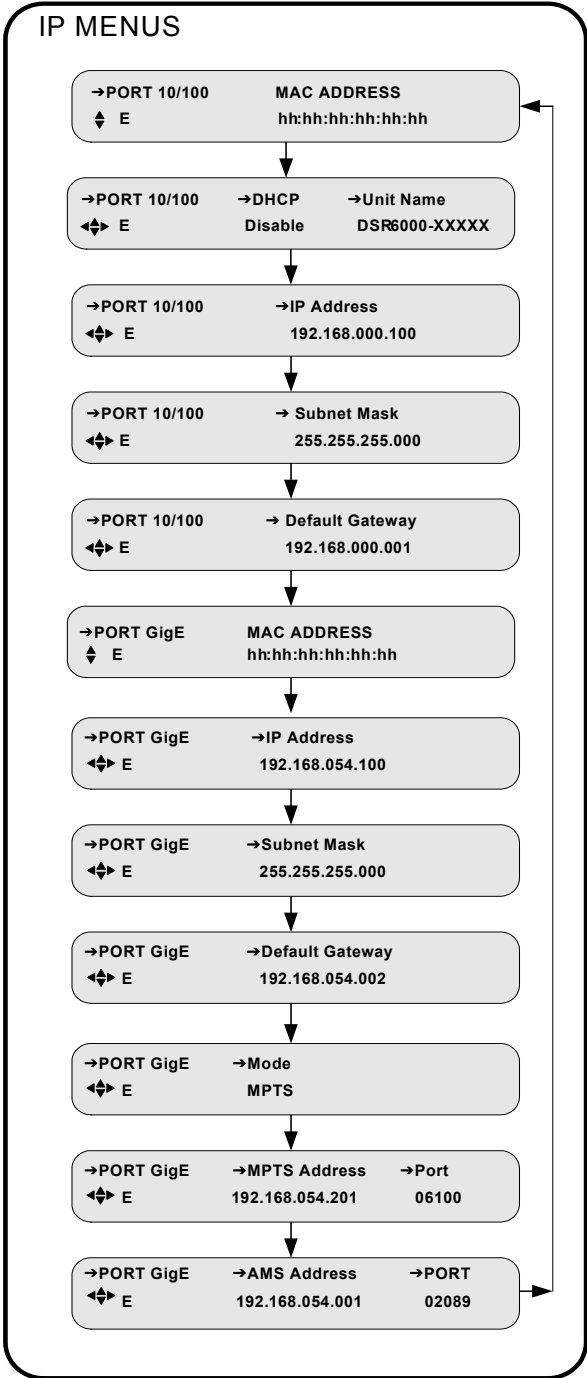 IP MENUS
➔PORT 10/100 MAC ADDRESS
E hh:hh:hh:hh:hh:hh
➔PORT 10/100 ➔DHCP ➔Unit Name
E Disable DSR6000-XXXXX
➔PORT 10/100 ➔IP Address
E 192.168.000.100
➔PORT 10/100 ➔ Subnet Mask
E 255.255.255.000
➔PORT 10/100 ➔ Default Gateway
E 192.168.000.001
➔PORT GigE MAC ADDRESS
E hh:hh:hh:hh:hh:hh
➔PORT GigE ➔IP Address
E 192.168.054.100
➔PORT GigE ➔Subnet Mask
E 255.255.255.000
➔PORT GigE ➔Default Gateway
E 192.168.054.002
➔PORT GigE ➔Mode
E MPTS
➔PORT GigE ➔MPTS Address ➔Port
E 192.168.054.201 06100
➔PORT GigE ➔AMS Address ➔PORT
E 192.168.054.001 02089